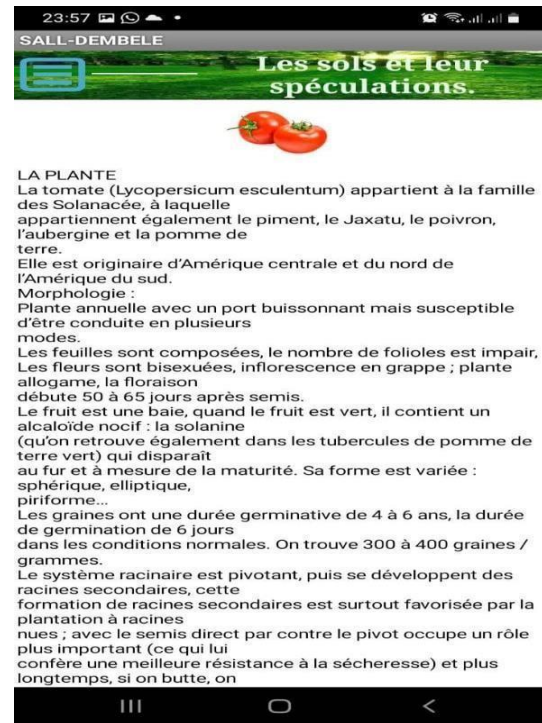 23:57
SALL-DEMBELE
Les sols et leur
spéculations.
LA PLANTE
La tomate (Lycopersicum esculentum) appartient à la famille
des Solanacée, à laquelle
appartiennent également le piment, le Jaxatu, le poivron,
l'aubergine et la pomme de
terre.
Elle est originaire d'Amérique centrale et du nord de
l'Amérique du sud.
Morphologie :
Plante annuelle avec un port buissonnant mais susceptible
d'être conduite en plusieurs
modes.
Les feuilles sont composées, le nombre de folioles est impair,
Les fleurs sont bisexuées, inflorescence en grappe ; plante
allogame, la floraison
débute 50 à 65 jours après semis.
Le fruit est une baie, quand le fruit est vert, il contient un
alcaloïde nocif : la solanine
(qu'on retrouve également dans les tubercules de pomme de
terre vert) qui disparaît
au fur et à mesure de la maturité. Sa forme est variée :
sphérique, elliptique,
piriforme...
Les graines ont une durée germinative de 4 à 6 ans, la durée
de germination de 6 jours
dans les conditions normales. On trouve 300 à 400 graines /
grammes.
Le système racinaire est pivotant, puis se développent des
racines secondaires, cette
formation de racines secondaires est surtout favorisée par la
plantation à racines
nues ; avec le semis direct par contre le pivot occupe un rôle
plus important (ce qui lui
confère une meilleure résistance à la sécheresse) et plus
longtemps, si on butte, on